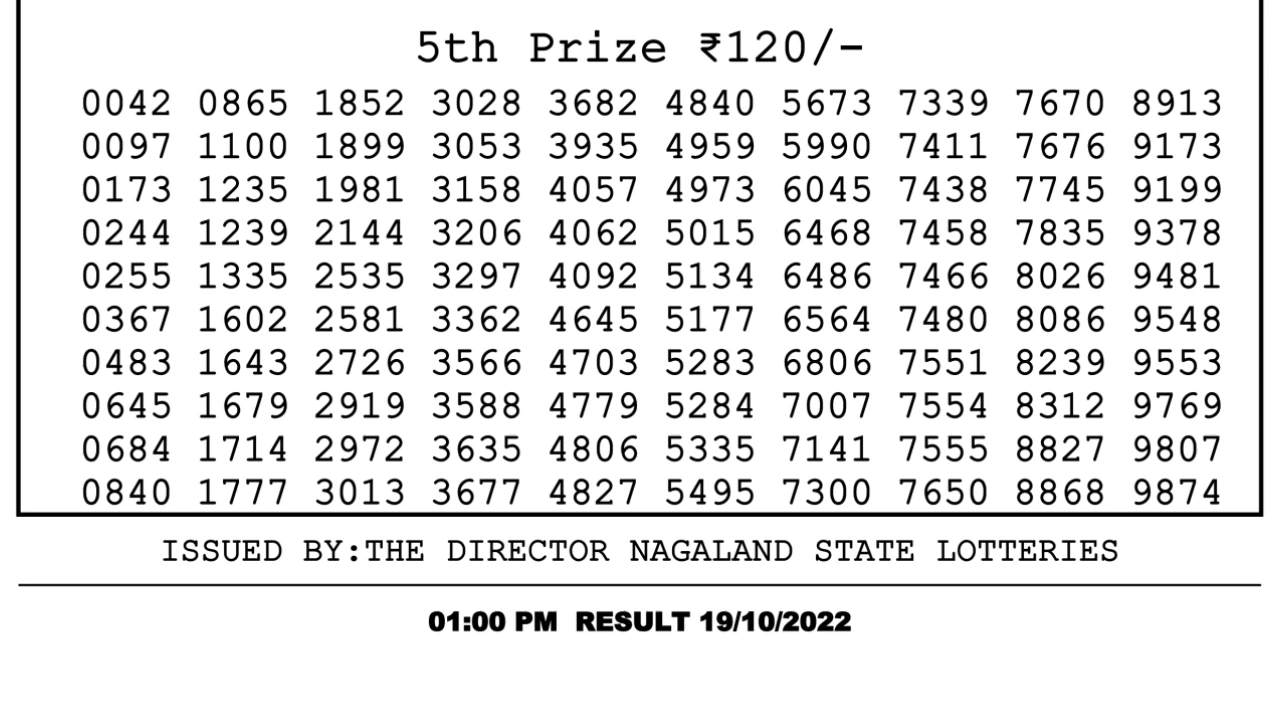 5th Prize ₹120/-
0042 0865 1852 3028 3682 4840 5673 7339 7670 8913
0097 1100 1899 3053 3935 4959 5990 7411 7676 9173
0173 1235 1981 3158 4057 4973 6045 7438 7745 9199
0244 1239 2144 3206 4062 5015 6468 7458 7835 9378
0255 1335 2535 3297 4092 5134 6486 7466 8026 9481
0367 1602 2581 3362 4645 5177 6564 7480 8086 9548
0483 1643 2726 3566 4703 5283 6806 7551 8239 9553
0645 1679 2919 3588 4779 5284 7007 7554 8312 9769
0684 1714 2972 3635 4806 5335 7141 7555 8827 9807
0840 1777 3013 3677 4827 5495 7300 7650 8868 9874
ISSUED BY:THE DIRECTOR NAGALAND STATE LOTTERIES
01:00 PM RESULT 19/10/2022